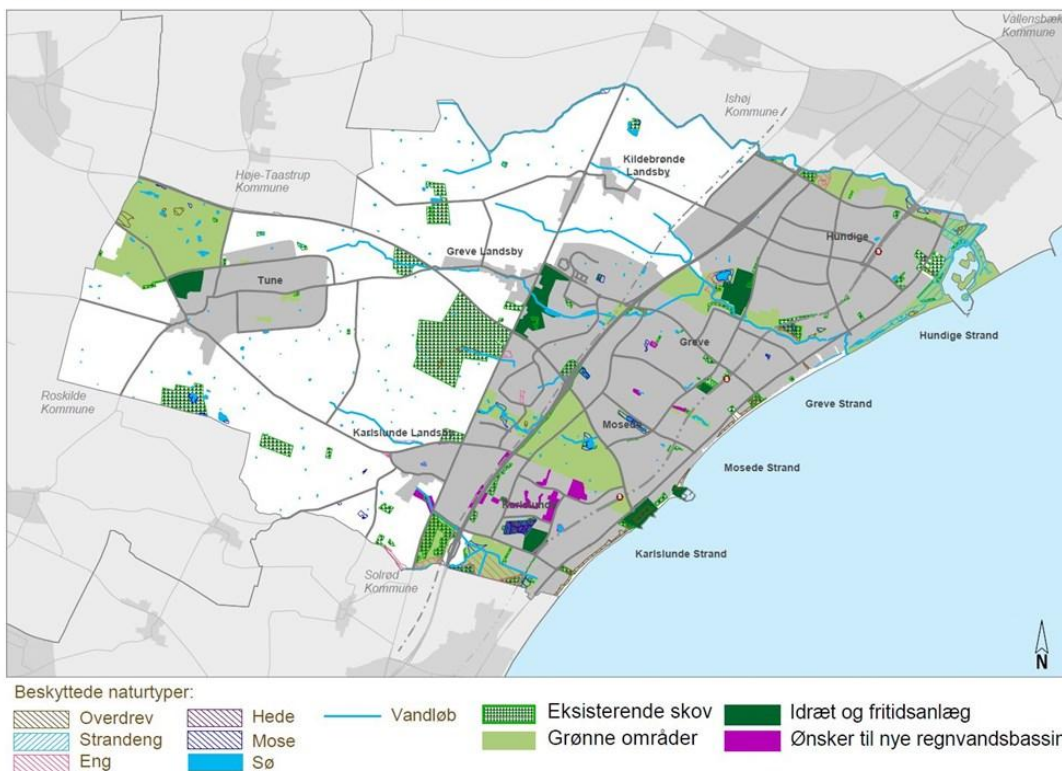 Vallensbæk
Kommune
Ishøj
Kommune
Kildebrønde
Landsby
Høje-Taastrup
Kommune
Hundige
Greve Landsby
Tune
Hundige Strand
Greve
Roskilde
Kommune
Greve Strand
Karlslunde Landsby
Mosede
Mosede Strand
Karlslund
Karlslunde Strand
Solrød
Kommune
N
Beskyttede naturtyper:
Overdrev
Strandeng
Eng
Hede
Mose
Sø
Vandløb
Eksisterende skov
Grønne områder
Idræt og fritidsanlæg
Ønsker til nye regnvandsbassin